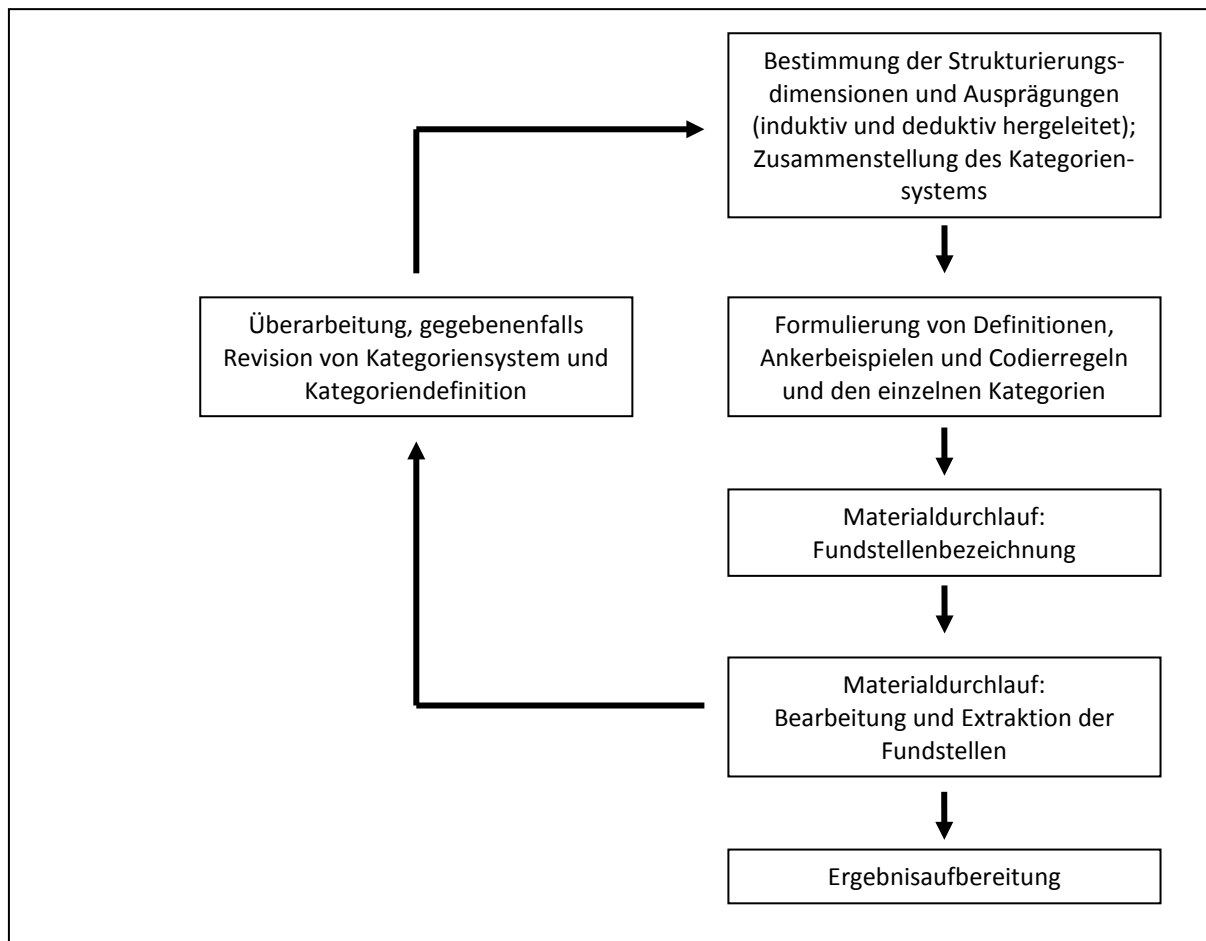 Bestimmung der Strukturierungs-
dimensionen und Ausprägungen
(induktiv und deduktiv hergeleitet);
Zusammenstellung des Kategorien-
systems
Überarbeitung, gegebenenfalls
Revision von Kategoriensystem und
Kategoriendefinition
Formulierung von Definitionen,
Ankerbeispielen und Codierregeln
und den einzelnen Kategorien
Materialdurchlauf:
Fundstellenbezeichnung
Materialdurchlauf:
Bearbeitung und Extraktion der
Fundstellen
Ergebnisaufbereitung